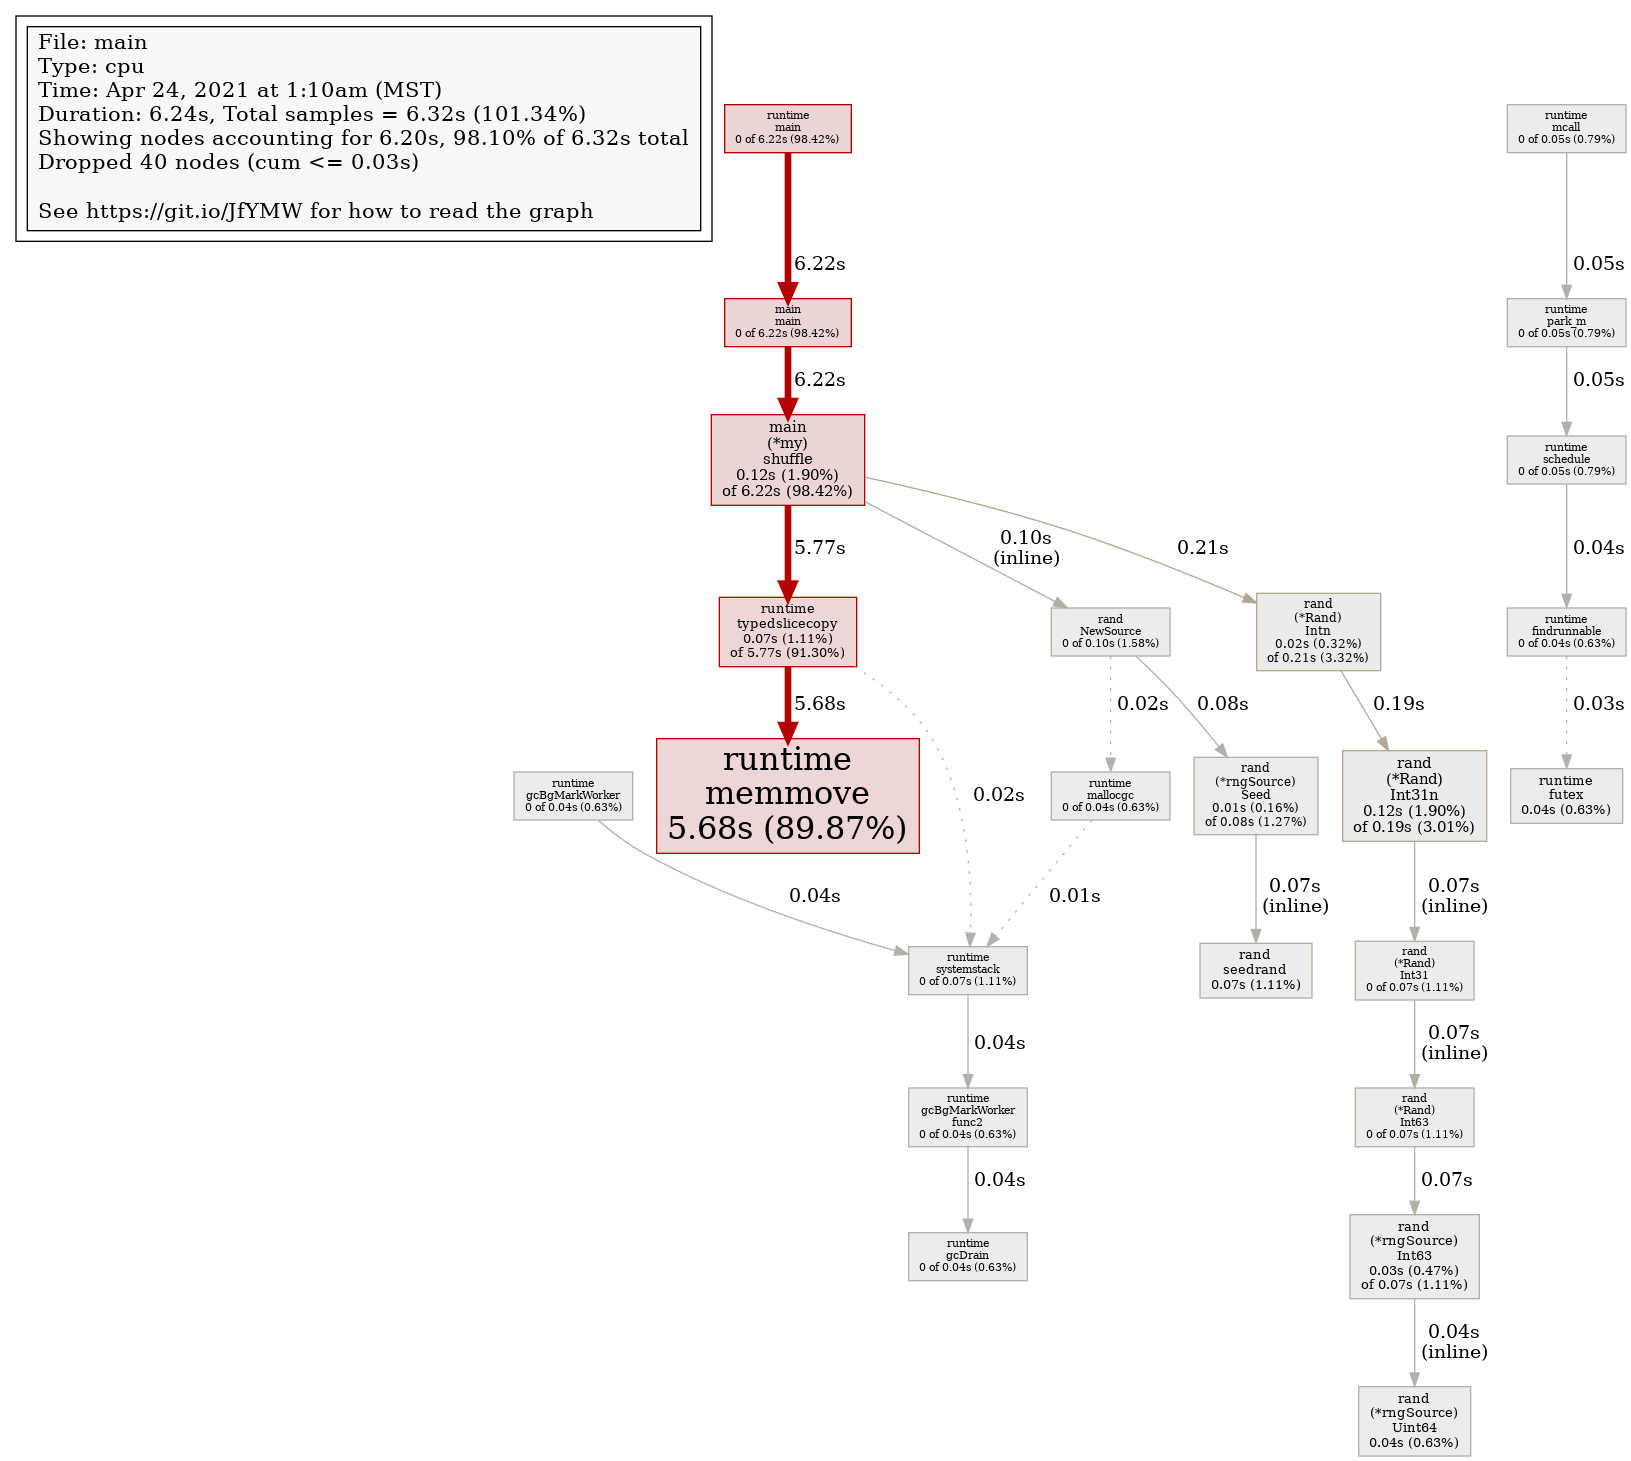 File: main
Type: cpu
Time: Apr 24, 2021 at 1:10am (MST)
Duration: 6.24s, Total samples = 6.32s (101.34%)
Showing nodes accounting for 6.20s, 98.10% of 6.32s total
Dropped 40 nodes (cum <= 0.03s)
See https://git.io/JfYMW for how to read the graph
runtime
main
0 of 6.22s (98.42%)
runtime
mcall
0 of 0.05s (0.79%)
6.22s
0.05s
main
main
0 of 6.22s (98.42%)
runtime
park_m
0 of 0.05s (0.79%)
6.22s
0.05s
main
(*my)
shuffle
0.12s (1.90%)
of 6.22s (98.42%)
runtime
schedule
0 of 0.05s (0.79%)
5.77s
0.10s
(inline)
0.21s
0.04s
runtime
typedslicecopy
0.07s (1.11%)
of 5.77s (91.30%)
rand
NewSource
0 of 0.10s (1.58%)
rand
(*Rand)
Intn
0.02s (0.32%)
of 0.21s (3.32%)
runtime
findrunnable
0 of 0.04s (0.63%)
5.68s
0.02s
0.08s
0.19s
0.03s
runtime
gcBgMarkWorker
0 of 0.04s (0.63%)
runtime
memmove
5.68s (89.87%)
0.02s
runtime
mallocgc
0 of 0.04s (0.63%)
rand
(*rngSource)
Seed
0.01s (0.16%)
of 0.08s (1.27%)
rand
(*Rand)
Int31n
0.12s (1.90%)
of 0.19s (3.01%)
runtime
futex
0.04s (0.63%)
0.04s
0.01s
0.07s
(inline)
0.07s
(inline)
runtime
systemstack
0 of 0.07s (1.11%)
rand
seedrand
0.07s (1.11%)
rand
(*Rand)
Int31
0 of 0.07s (1.11%)
0.04s
0.07s
(inline)
runtime
gcBgMarkWorker
func2
0 of 0.04s (0.63%)
rand
(*Rand)
Int63
0 of 0.07s (1.11%)
0.04s
0.07s
runtime
gcDrain
0 of 0.04s (0.63%)
rand
(*rngSource)
Int63
0.03s (0.47%)
of 0.07s (1.11%)
0.04s
(inline)
rand
(*rngSource)
Uint64
0.04s (0.63%)